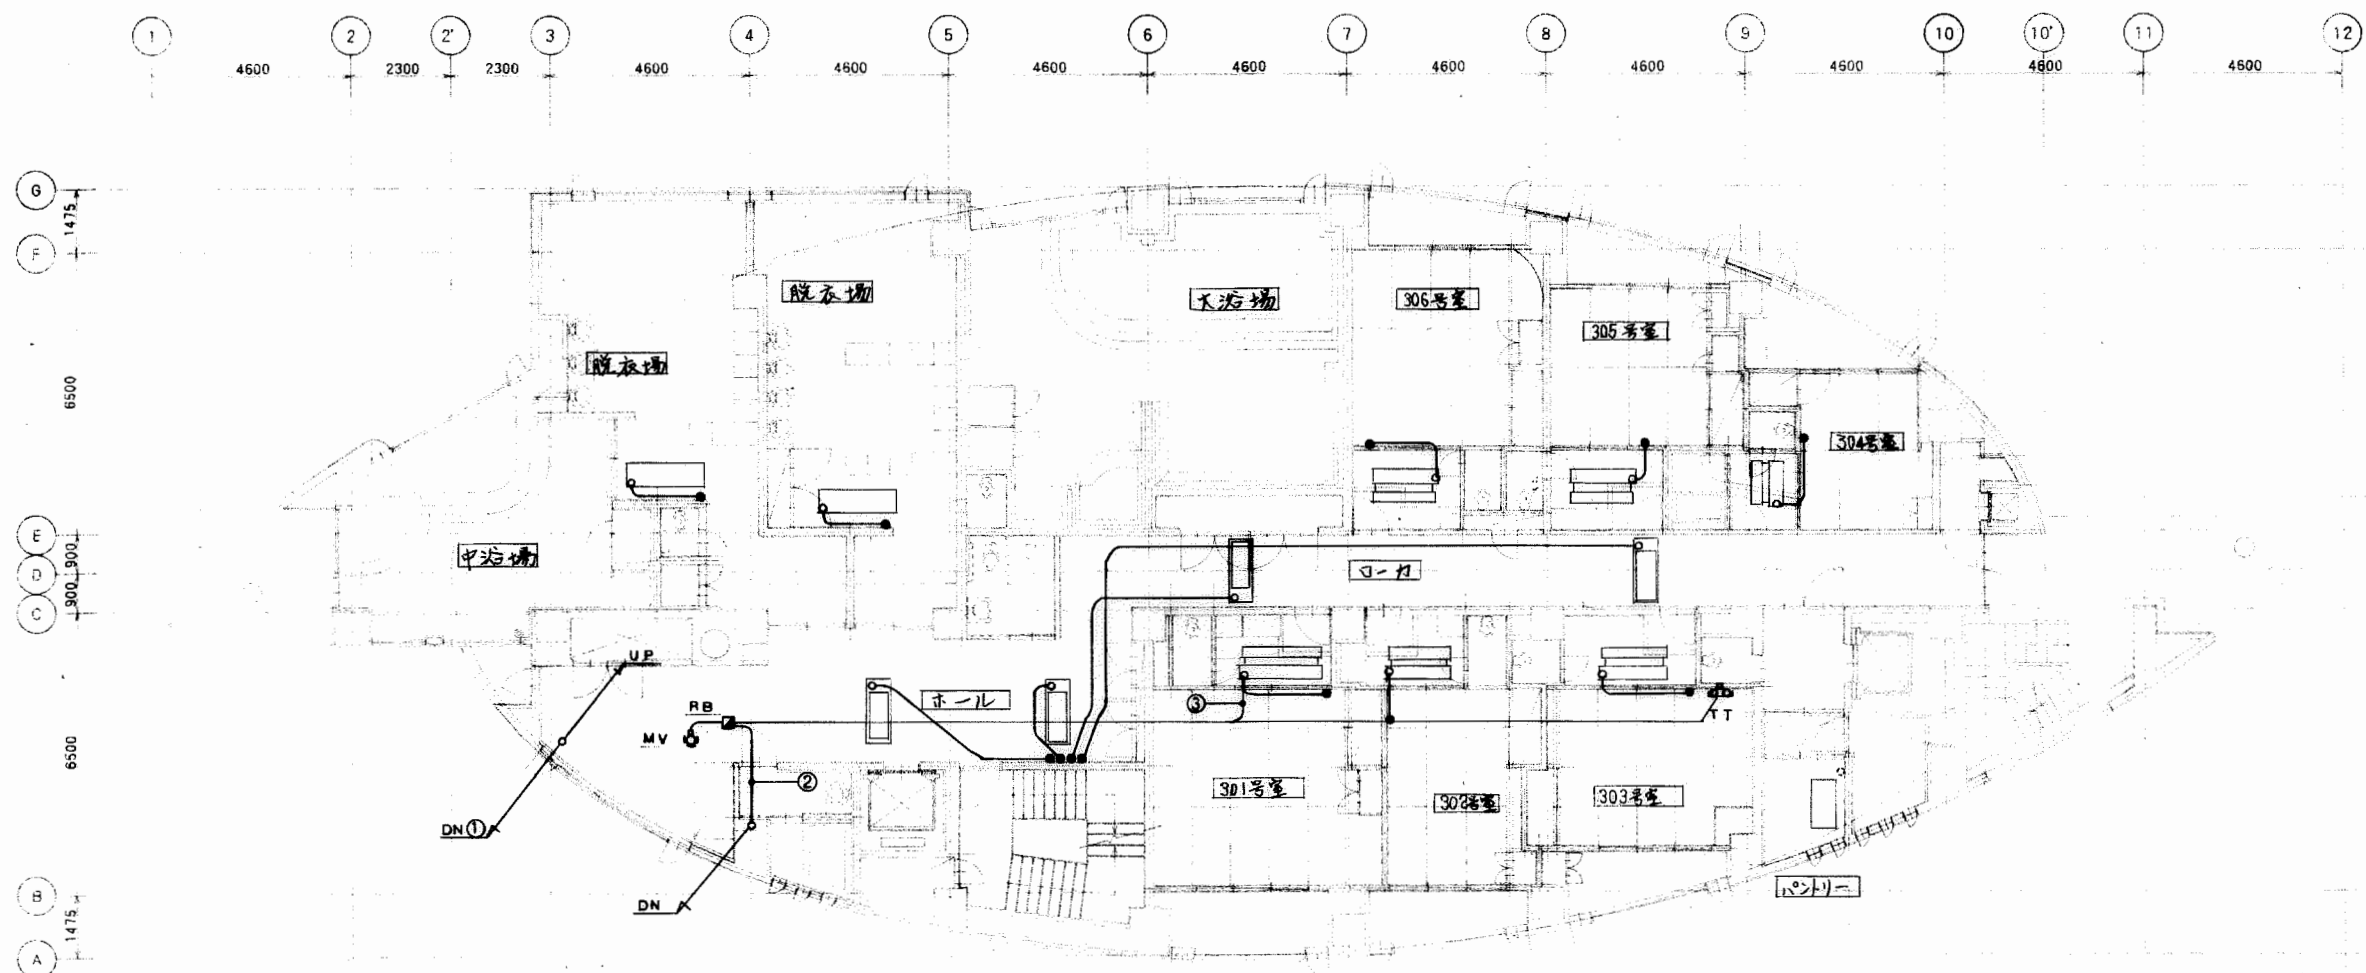 1 2 2' 3 4 5 6 7 8 9 10 10' 11 12
4600 2300 2300 4600 4600 4600 4600 4600 4600 4600 4600 4600
G
1475
F
脱衣場
大浴場
306号室
305号室
脱衣場
6500
304号室
E
900
中浴場
D
ローカ
900
C
UP
ホール
RB
③
TT
MV
6500
②
301号室
302号室
303号室
DN①
パントリー
B
DN
1475
A